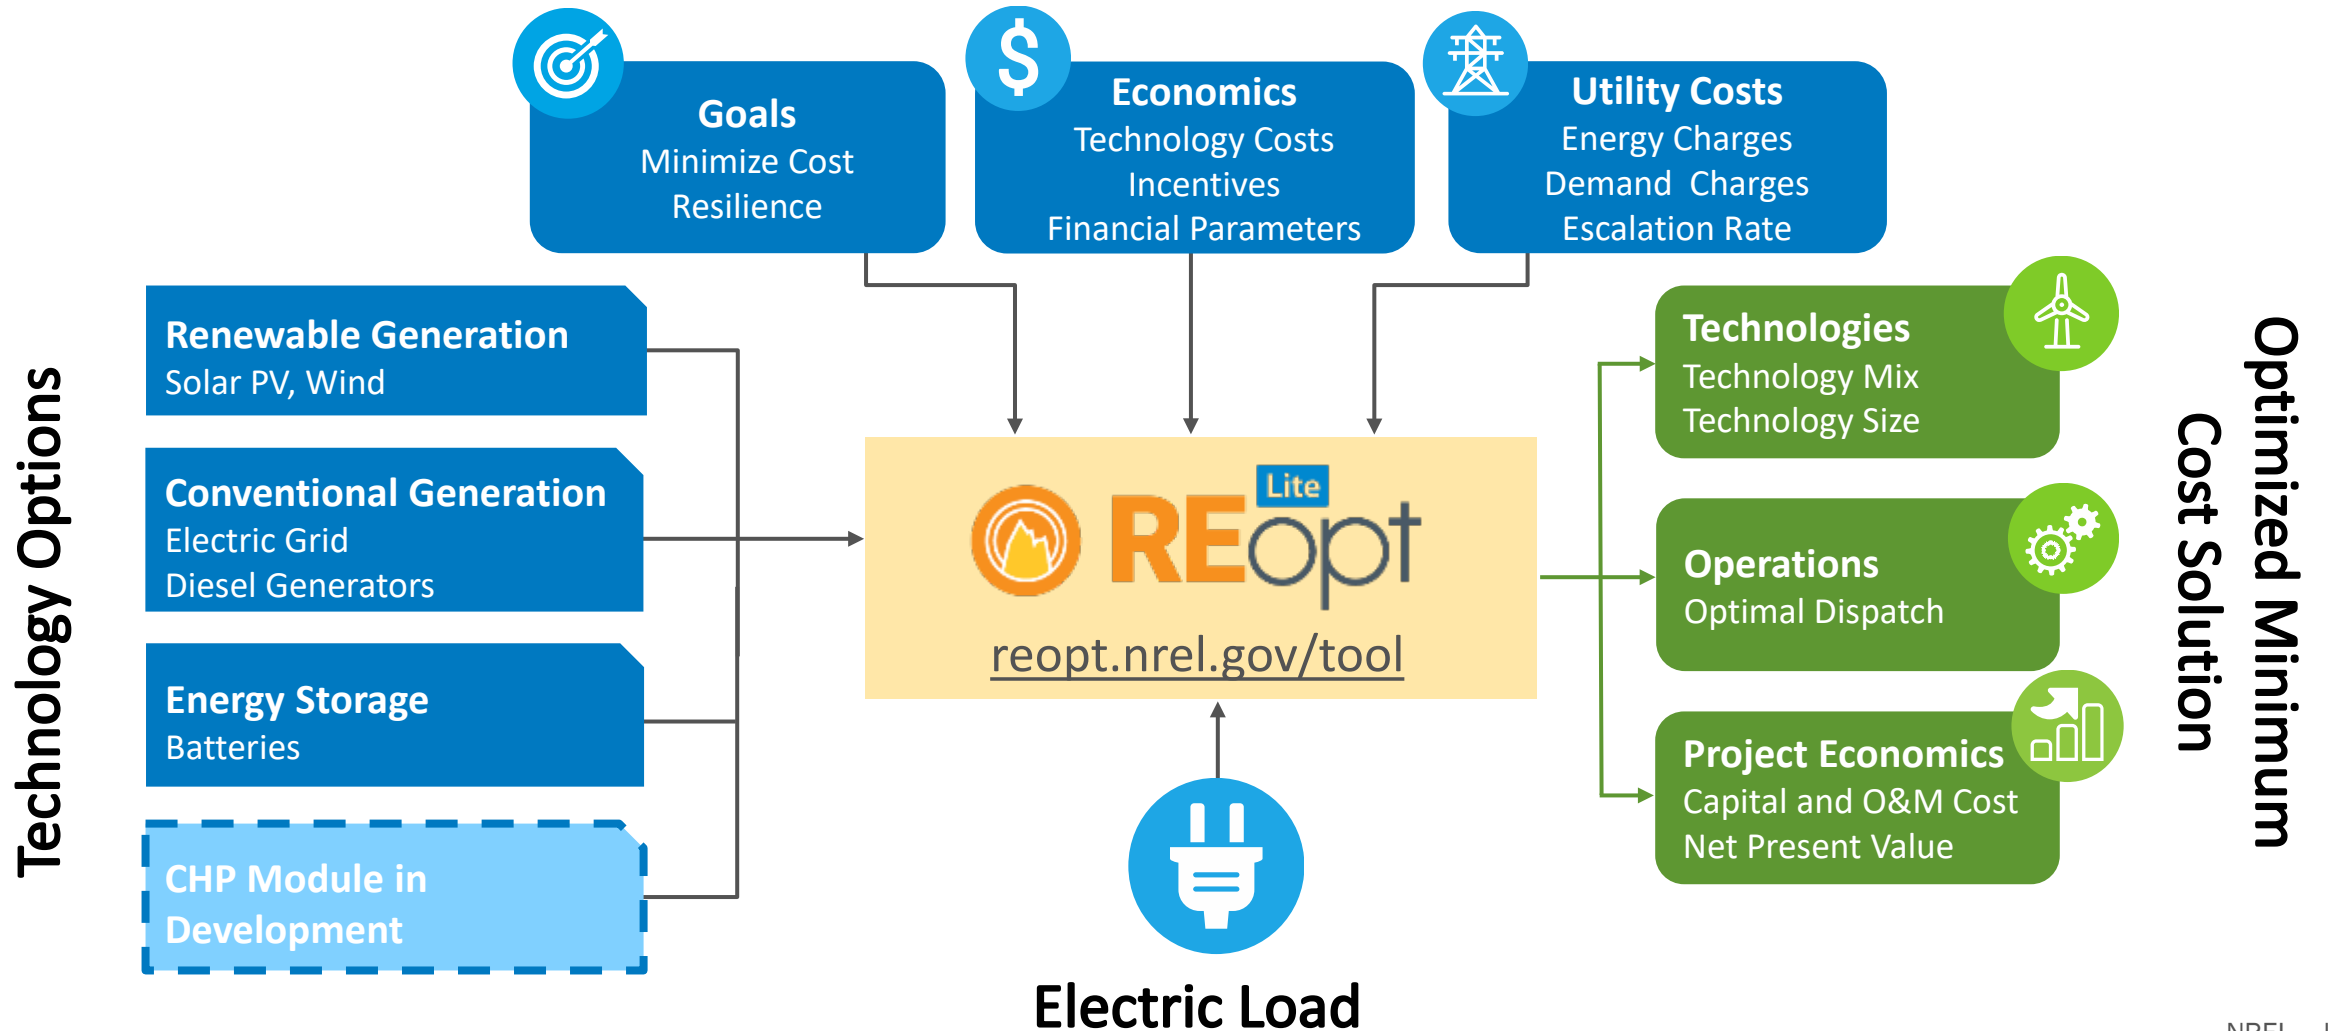 Goals
Minimize Cost
Resilience
Economics
Technology Costs
Incentives
Financial Parameters
Utility Costs
Energy Charges
Demand  Charges
Escalation Rate
Technology Options
Renewable Generation
Solar PV, Wind
Conventional Generation
Electric Grid
Diesel Generators
Energy Storage
Batteries
CHP Module in
Development
Lite
REopt
reopt.nrel.gov/tool
Electric Load
Technologies
Technology Mix
Technology Size
Operations
Optimal Dispatch
Project Economics
Capital and O&M Cost
Net Present Value
Optimized Minimum
Cost Solution
NREL